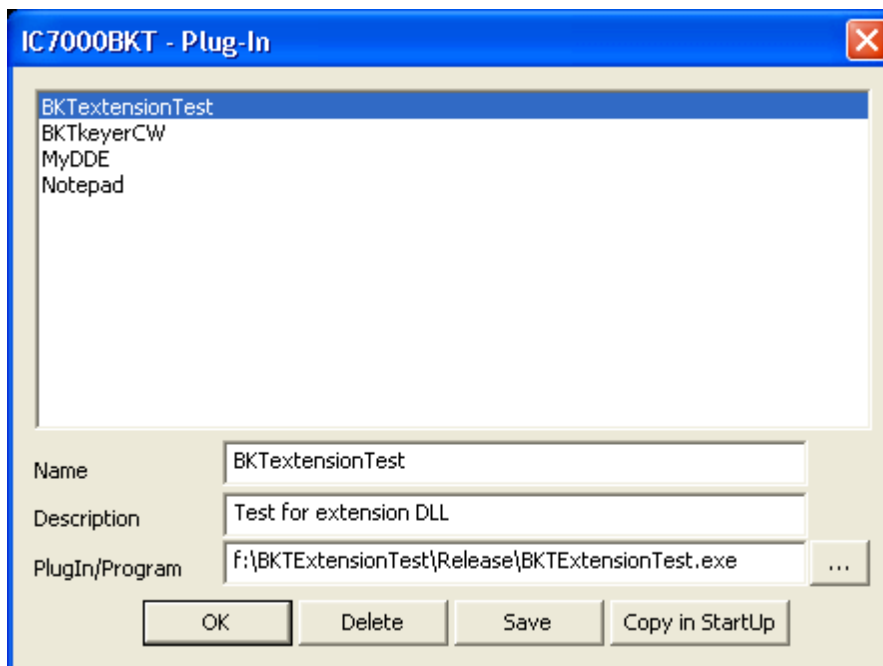 IC7000BKT - Plug-In
BKTextensionTest
BKTkeyerCW
MyDDE
Notepad
Name BKTextensionTest
Description Test for extension DLL
PlugIn/Program f:\BKTExtensionTest\Release\BKTExtensionTest.exe ...
OK Delete Save Copy in StartUp